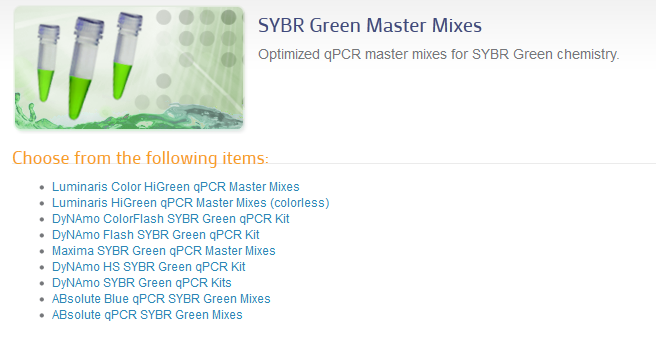 SYBR Green Master Mixes
Optimized qPCR master mixes for SYBR Green chemistry.
Choose from the following items:
Luminaris Color HiGreen qPCR Master Mixes
Luminaris HiGreen qPCR Master Mixes (colorless)
DyNAmo ColorFlash SYBR Green qPCR Kit
DyNAmo Flash SYBR Green qPCR Kit
Maxima SYBR Green qPCR Master Mixes
DyNAmo HS SYBR Green qPCR Kit
DyNAmo SYBR Green qPCR Kits
ABsolute Blue qPCR SYBR Green Mixes
ABsolute qPCR SYBR Green Mixes